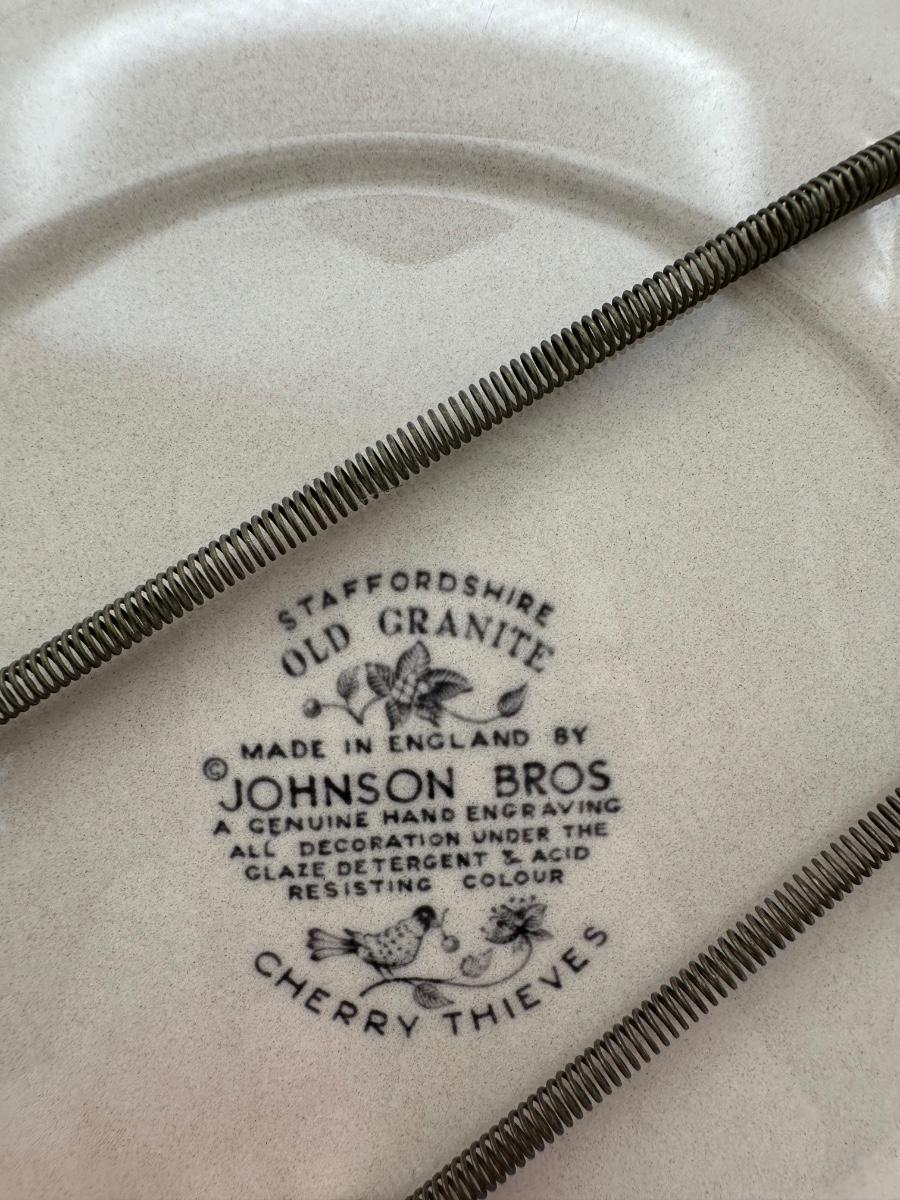 STAFFORDSHIRE
OLD GRANITE
MADE IN ENGLAND BY
© JOHNSON BROS
A GENUINE HAND ENGRAVING
ALL DECORATION UNDER THE
GLAZE DETERGENT & ACID
RESISTING COLOUR
CHERRY THIEVES